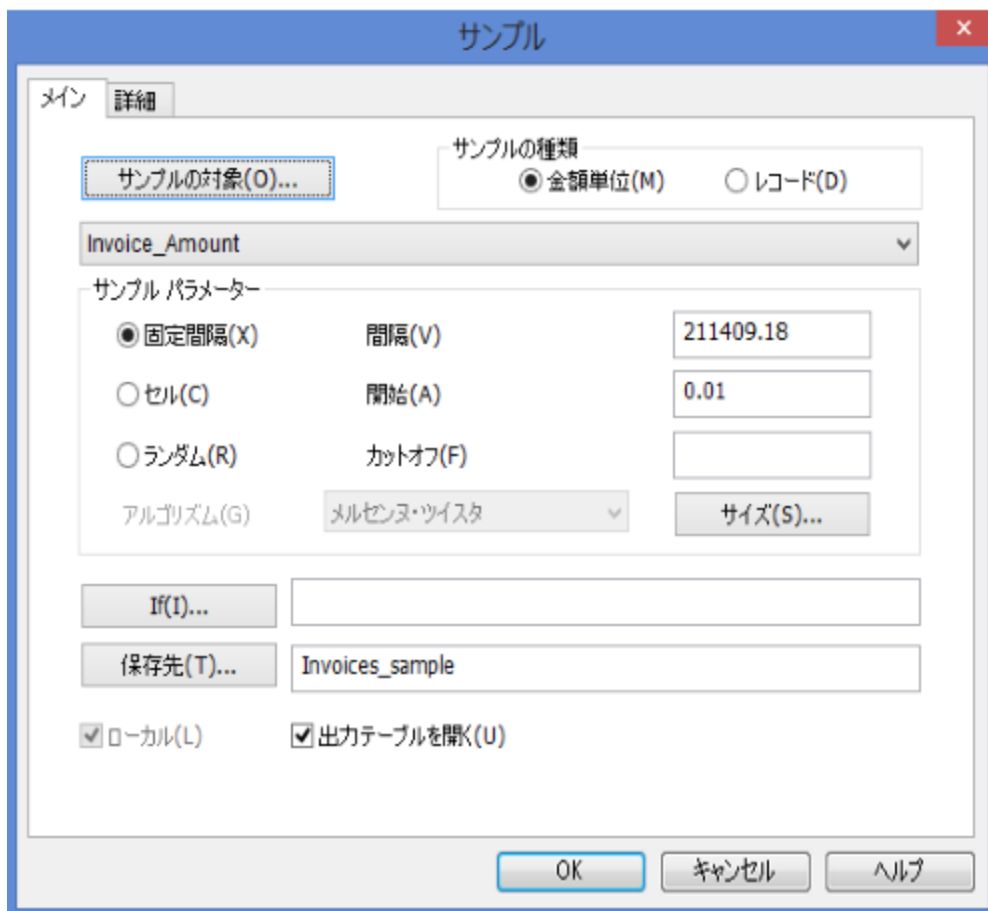 サンプル
メイン 詳細
サンプルの対象(O)...
サンプルの種類
金額単位(M) レコード(D)
Invoice_Amount
サンプル パラメーター
固定間隔(X) 間隔(V) 211409.18
セル(C) 開始(A) 0.01
ランダム(R) カットオフ(F)
アルゴリズム(G) メルセンヌ・ツイスタ サイズ(S)...
If(I)...
保存先(T)... Invoices_sample
ローカル(L) 出力テーブルを開く(U)
OK キャンセル ヘルプ